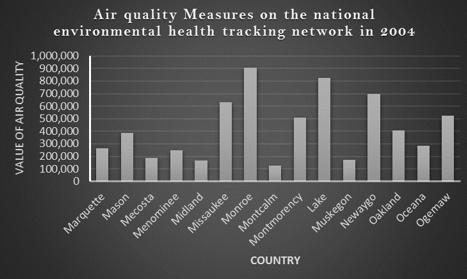 Air quality Measures on the national
environmental health tracking network in 2004
VALUE OF AIR QUALITY
1,000,000
900,000
800,000
700,000
600,000
500,000
400,000
300,000
200,000
100,000
0
Marquette
Mason
Mecosta
Menominee
Midland
Missaukee
Monroe
Montcalm
Montmorency
Lake
Muskegon
Newaygo
Oakland
Oceana
Ogemaw
COUNTRY